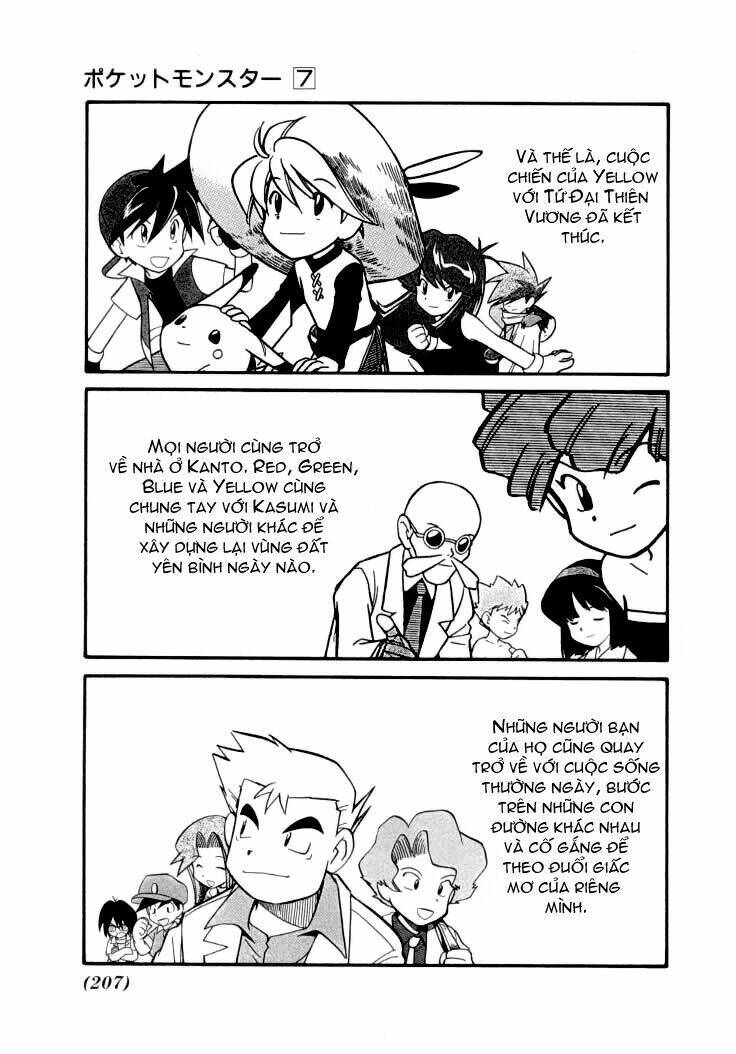 ポケットモンスター 7
VÀ THẾ LÀ, CUỘC
CHIẾN CỦA YELLOW
VỚI TỨ ĐẠI THIÊN
VƯƠNG ĐÃ KẾT
THÚC.
MỌI NGƯỜI CÙNG TRỞ
VỀ NHÀ Ở KANTO. RED, GREEN,
BLUE VÀ YELLOW CÙNG
CHUNG TAY VỚI KASUMI VÀ
NHỮNG NGƯỜI KHÁC ĐỂ
XÂY DỰNG LẠI VÙNG ĐẤT
YÊN BÌNH NGÀY NÀO.
NHỮNG NGƯỜI BẠN
CỦA HỌ CŨNG QUAY
TRỞ VỀ VỚI CUỘC SỐNG
THƯỜNG NGÀY, BƯỚC
TRÊN NHỮNG CON
ĐƯỜNG KHÁC NHAU
VÀ CỐ GẮNG ĐỂ
THEO ĐUỔI GIẤC
MƠ CỦA RIÊNG
MÌNH.
(207)